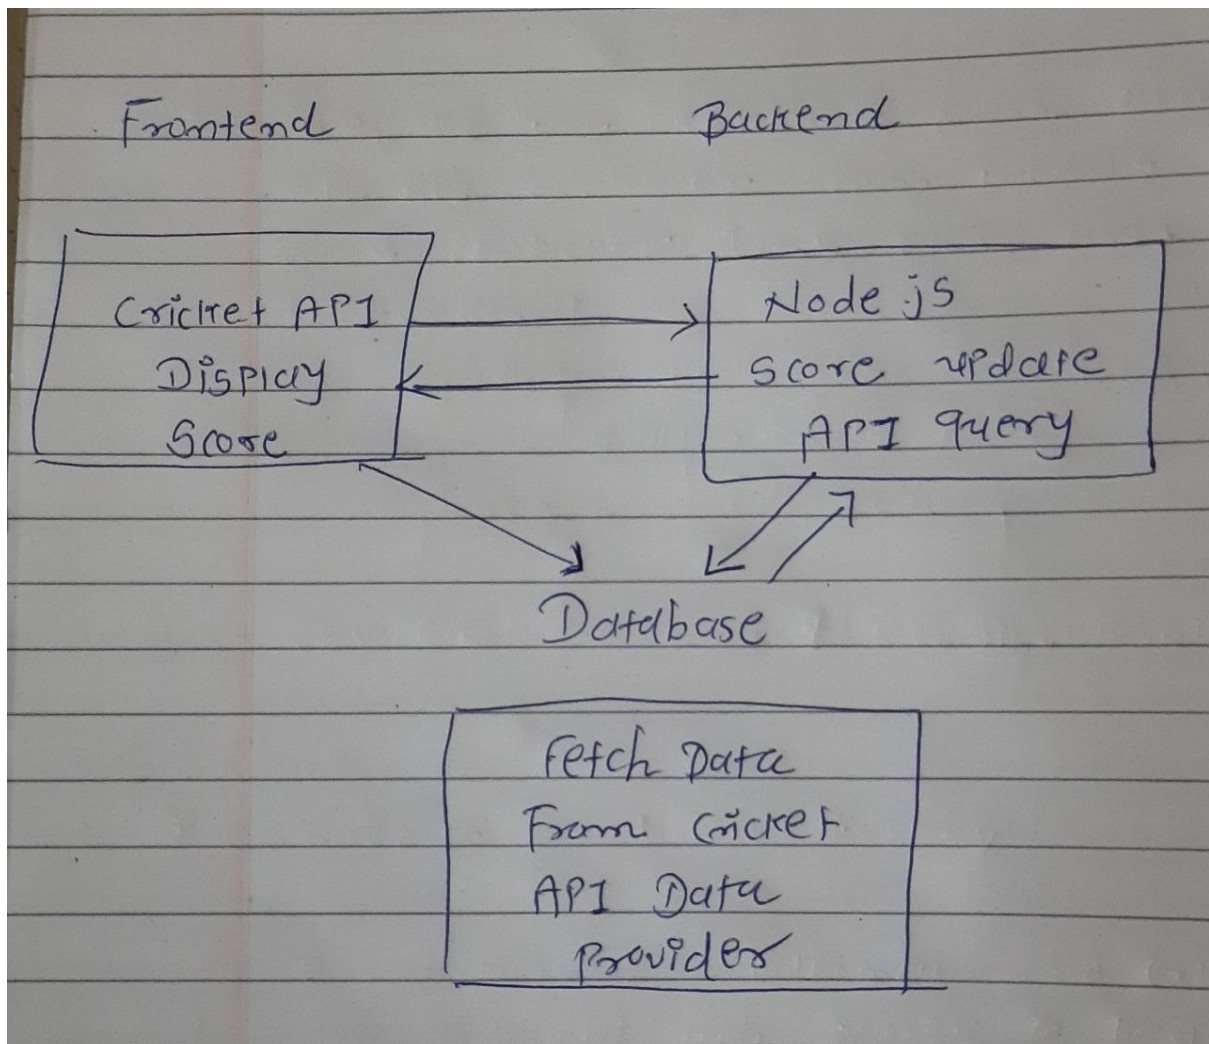 Frontend
Backend
Cricket API
Display
Score
Node js
Score update
API query
Database
Fetch Data
From Cricket
API Data
Provider